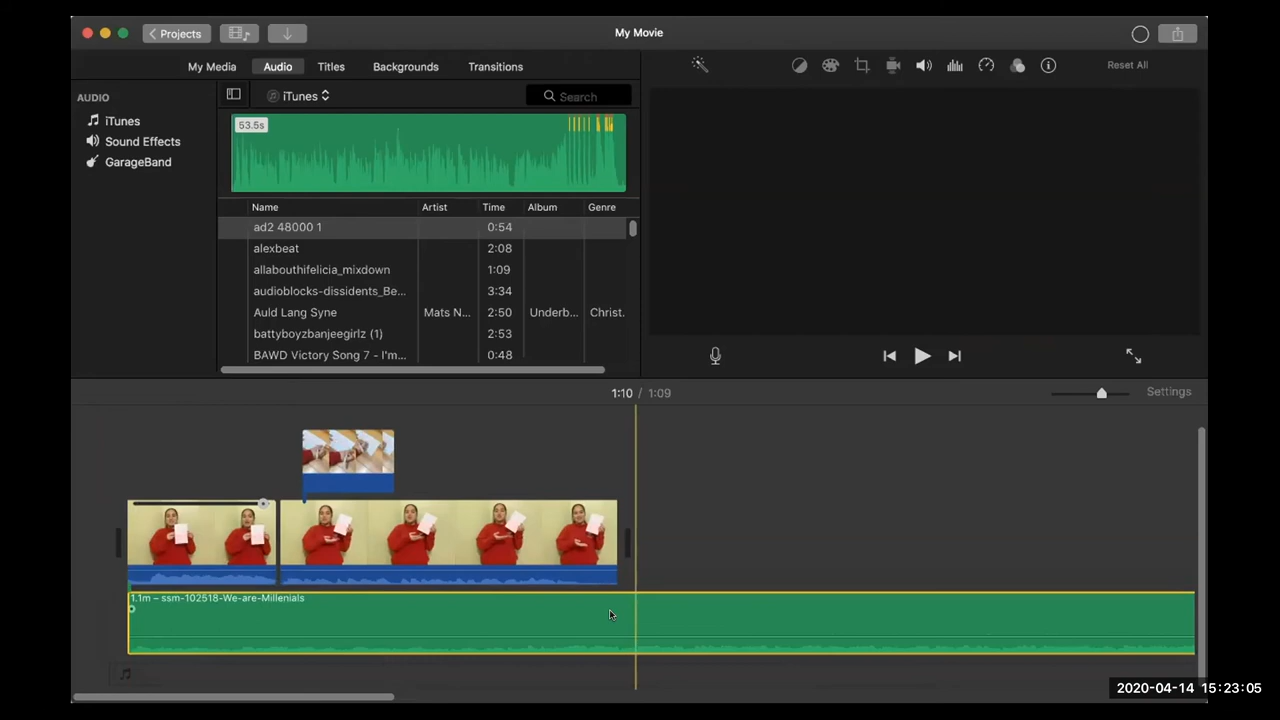 Projects
My Movie
My Media Audio Titles Backgrounds Transitions
Reset All
AUDIO
iTunes
Sound Effects
GarageBand
iTunes
Search
53.5s
Name Artist Time Album Genre
ad2 48000 1 0:54
alexbeat 2:08
allabouthifelicia_mixdown 1:09
audioblocks-dissidents_Be... 3:34
Auld Lang Syne Mats N... 2:50 Underb... Christ.
battyboyzbanjeegirlz (1) 2:53
BAWD Victory Song 7 - I'm... 0:48
1:10 / 1:09
Settings
1.1m – ssm-102518-We-are-Millenials
2020-04-14 15:23:05